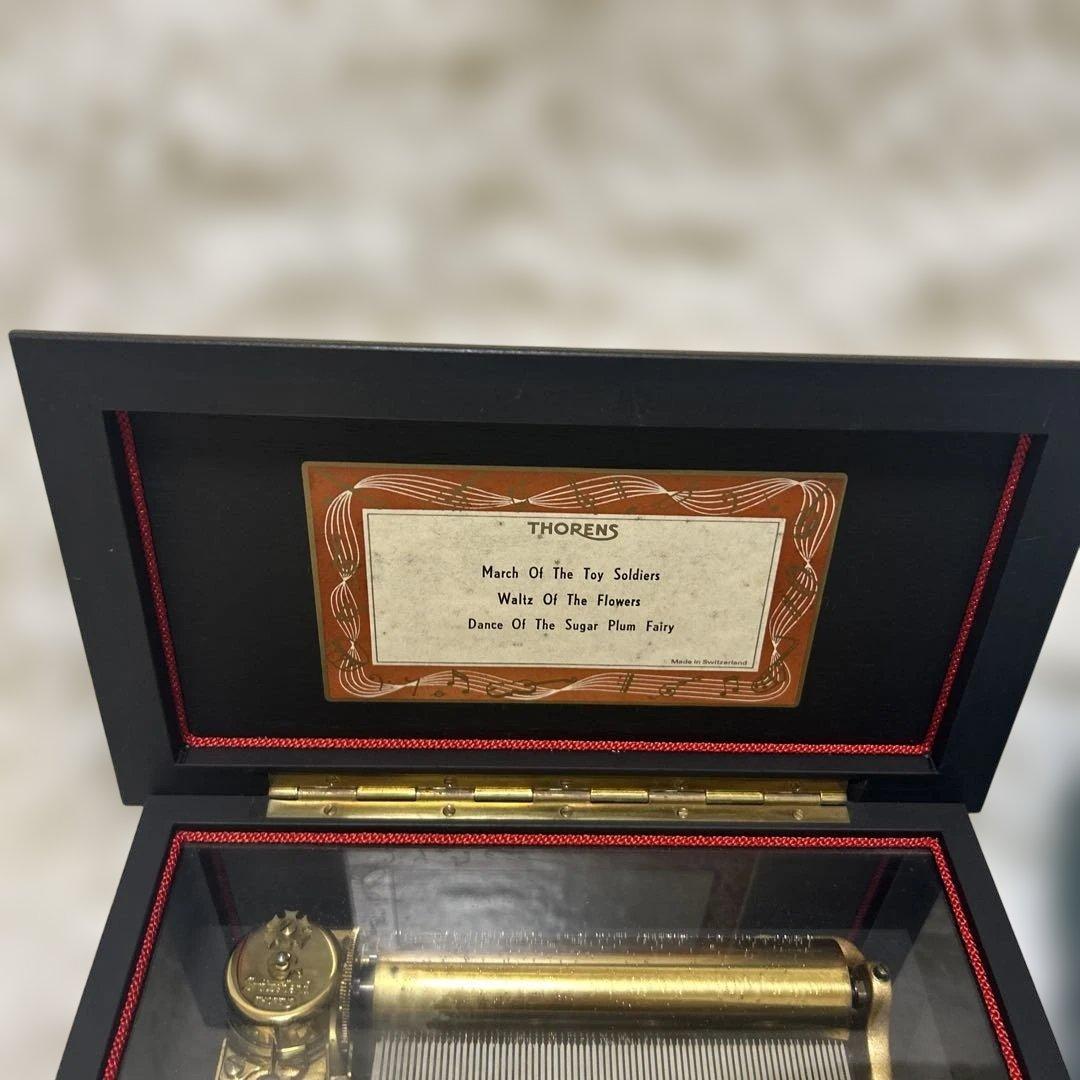 THORENS
March Of The Toy Soldiers
Waltz Of The Flowers
Dance Of The Sugar Plum Fairy
Made in Switzerland